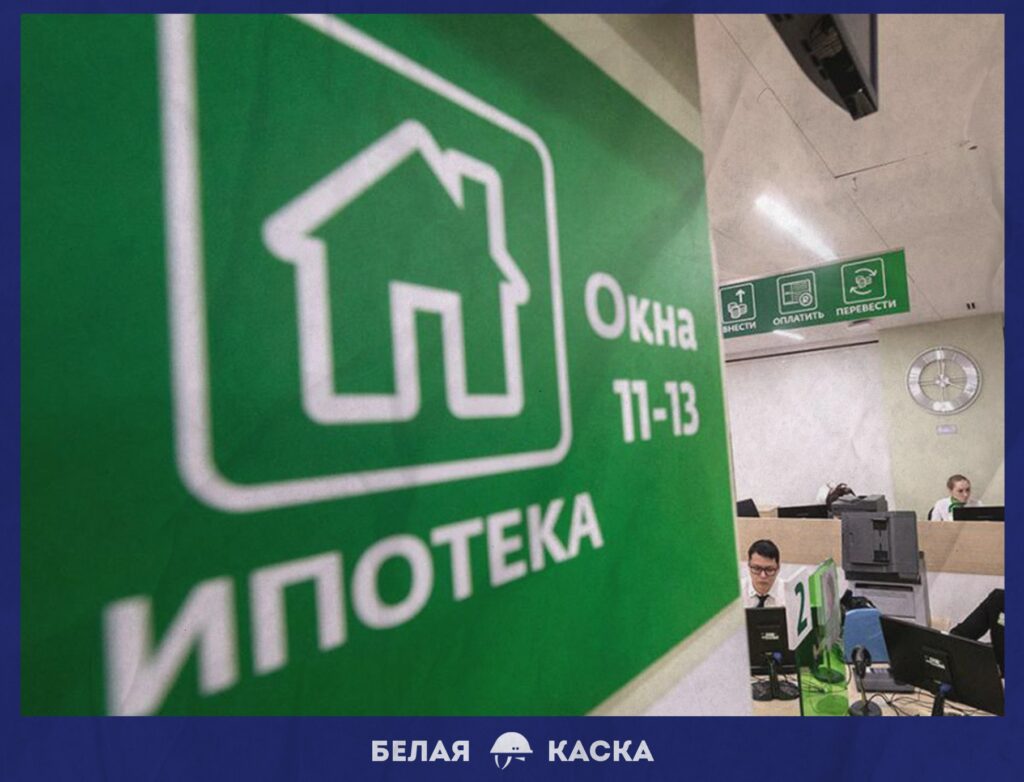 Окна
11-13
ИПОТЕКА
ВНЕСТИ ОПЛАТИТЬ ПЕРЕВЕСТИ
2
БЕЛАЯ КАСКА